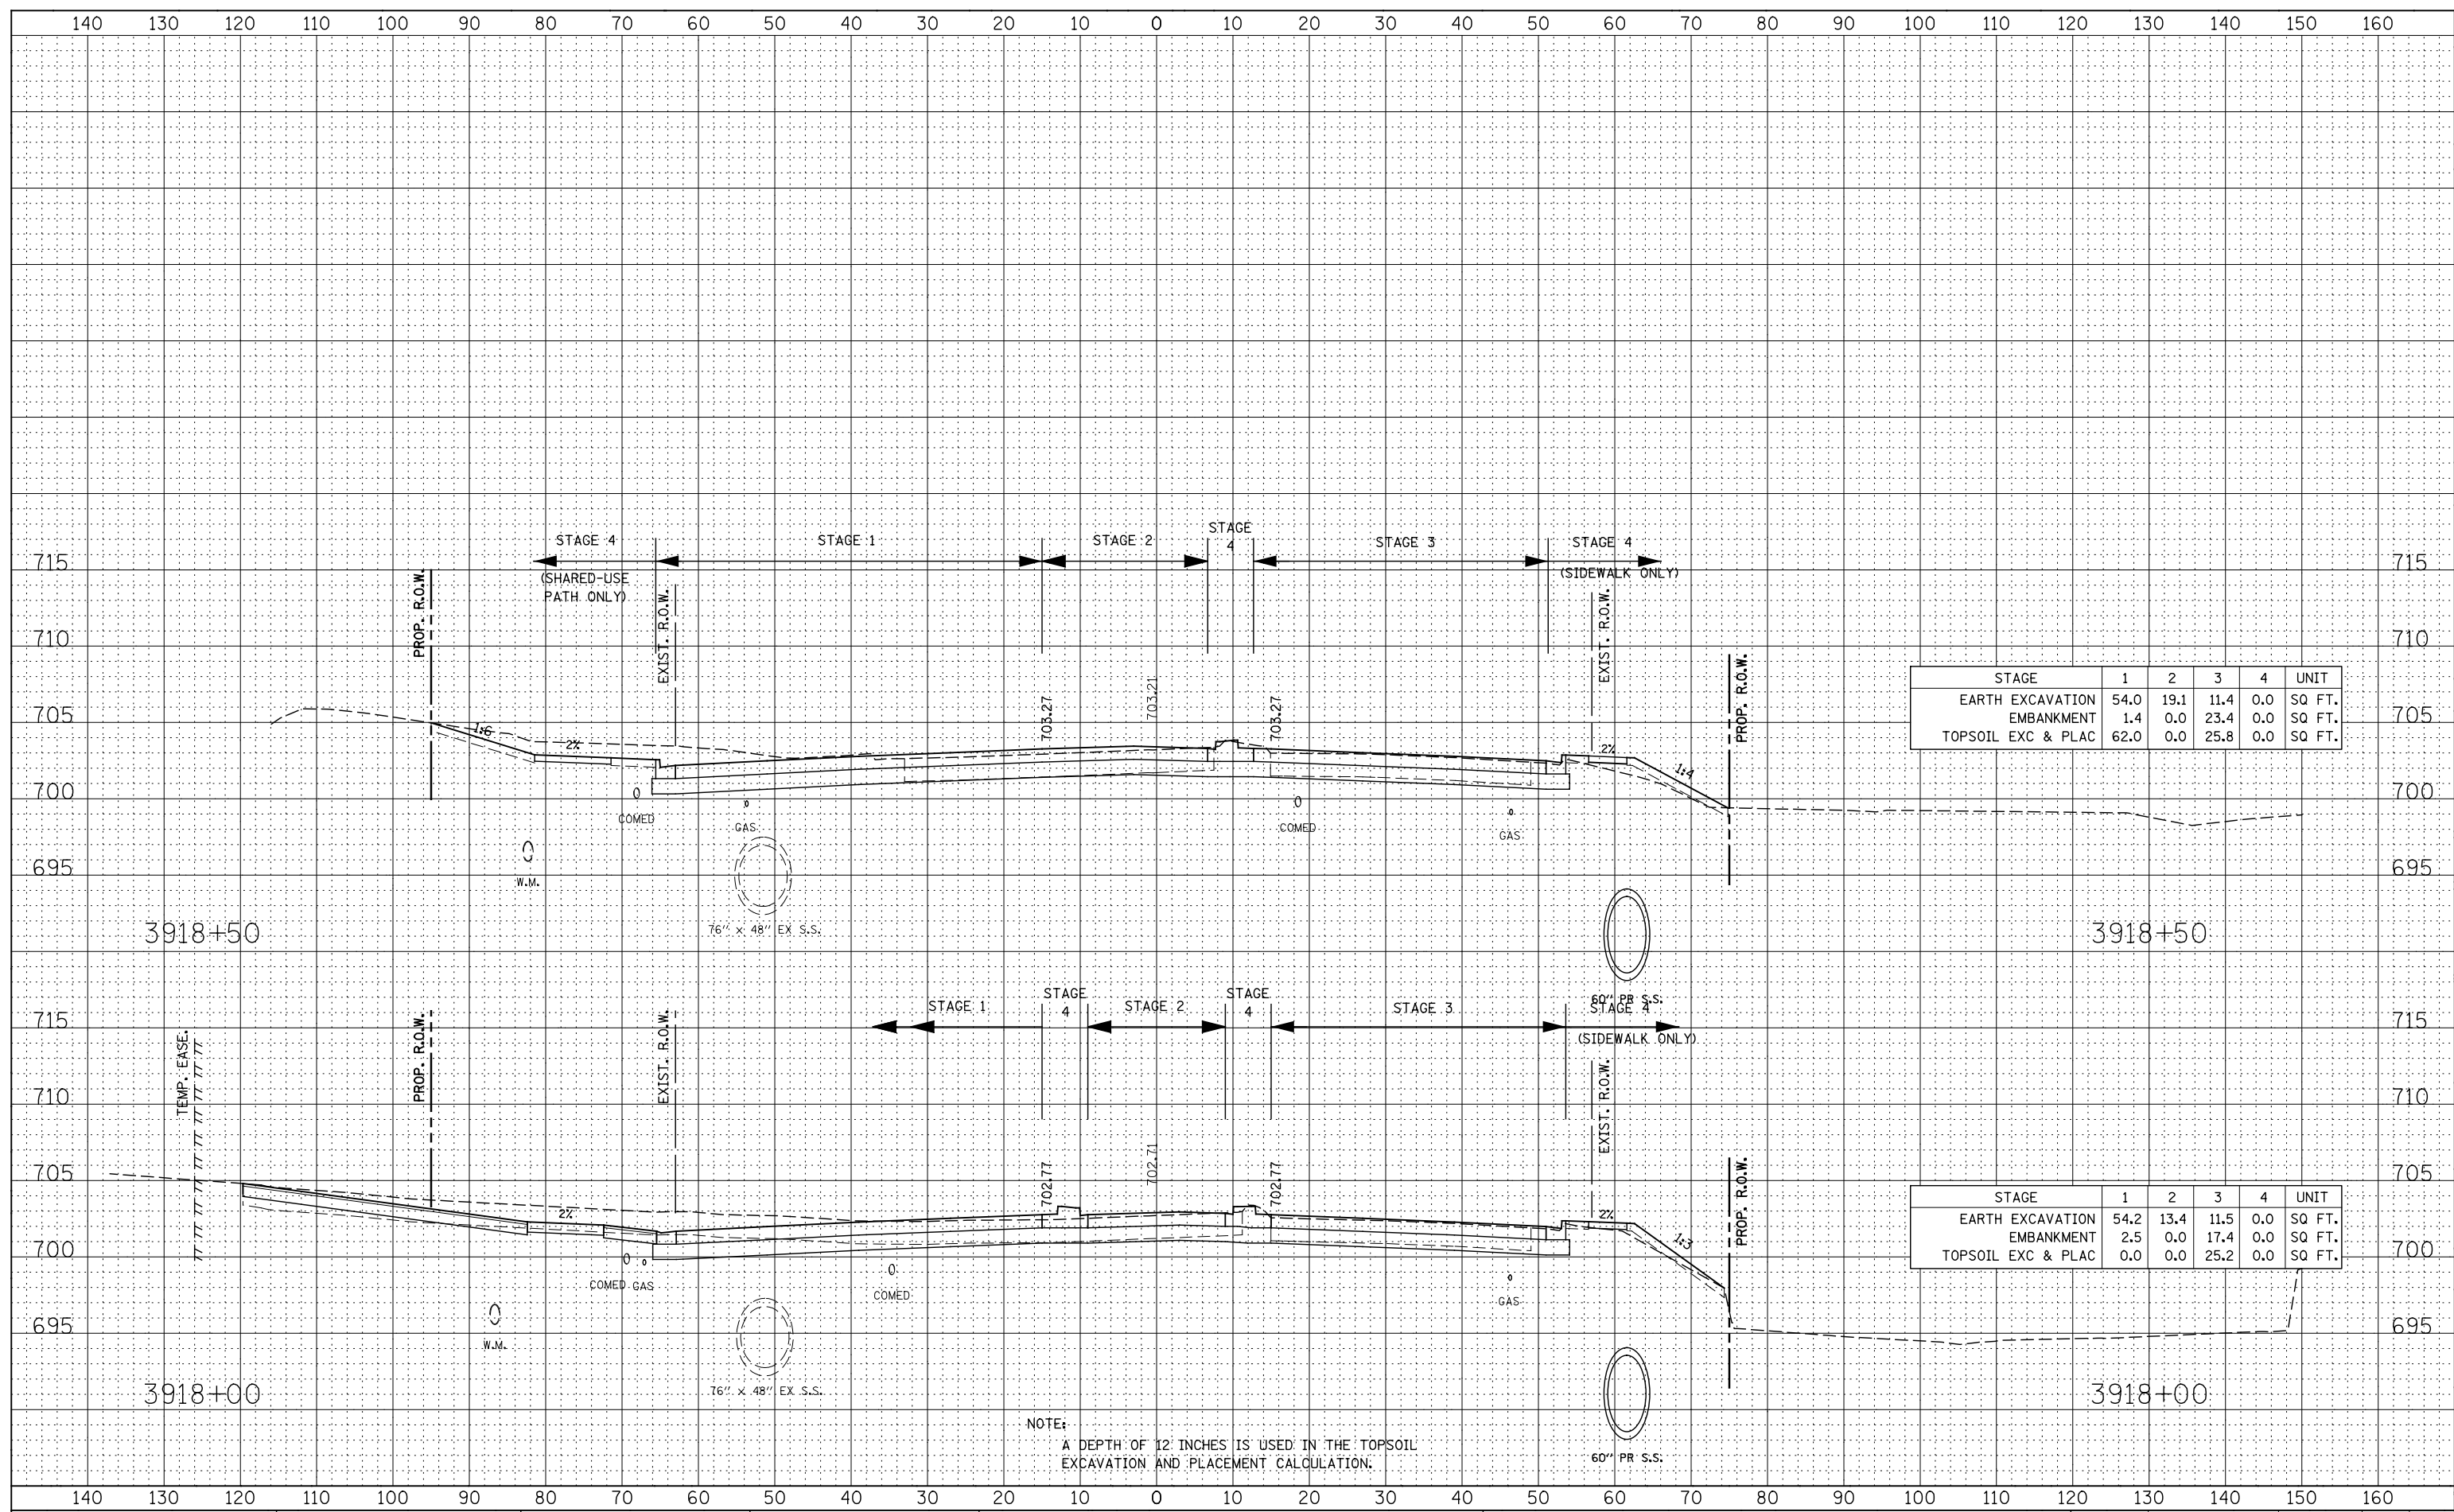 140 130 120 110 100 90 80 70 60 50 40 30 20 10 0 10 20 30 40 50 60 70 80 90 100 110 120 130 140 150 160
STAGE
4
STAGE 4
STAGE 1
STAGE 2
STAGE 3
STAGE 4
(SHARED-USE
PATH ONLY)
(SIDEWALK ONLY)
715
715
PROP. R.O.W.
EXIST. R.O.W.
EXIST. R.O.W.
PROP. R.O.W.
710
710
703.27
703.21
703.27
STAGE 1 2 3 4 UNIT
EARTH EXCAVATION 54.0 19.1 11.4 0.0 SQ FT.
EMBANKMENT 1.4 0.0 23.4 0.0 SQ FT.
TOPSOIL EXC & PLAC 62.0 0.0 25.8 0.0 SQ FT.
705
705
1:6
2%
2%
1:4
700
700
COMED
GAS
COMED
GAS
695
695
W.M.
76" x 48" EX S.S.
3918+50
3918+50
60" PR S.S.
STAGE 1
STAGE
4
STAGE 2
STAGE
4
STAGE 3
STAGE 4
(SIDEWALK ONLY)
715
715
TEMP. EASE.
PROP. R.O.W.
EXIST. R.O.W.
EXIST. R.O.W.
PROP. R.O.W.
710
710
702.77
702.71
702.77
705
705
STAGE 1 2 3 4 UNIT
EARTH EXCAVATION 54.2 13.4 11.5 0.0 SQ FT.
EMBANKMENT 2.5 0.0 17.4 0.0 SQ FT.
TOPSOIL EXC & PLAC 0.0 0.0 25.2 0.0 SQ FT.
2%
2%
1:3
700
700
COMED GAS
COMED
GAS
695
695
W.M.
76" x 48" EX S.S.
3918+00
3918+00
60" PR S.S.
NOTE:
A DEPTH OF 12 INCHES IS USED IN THE TOPSOIL
EXCAVATION AND PLACEMENT CALCULATION.
140 130 120 110 100 90 80 70 60 50 40 30 20 10 0 10 20 30 40 50 60 70 80 90 100 110 120 130 140 150 160